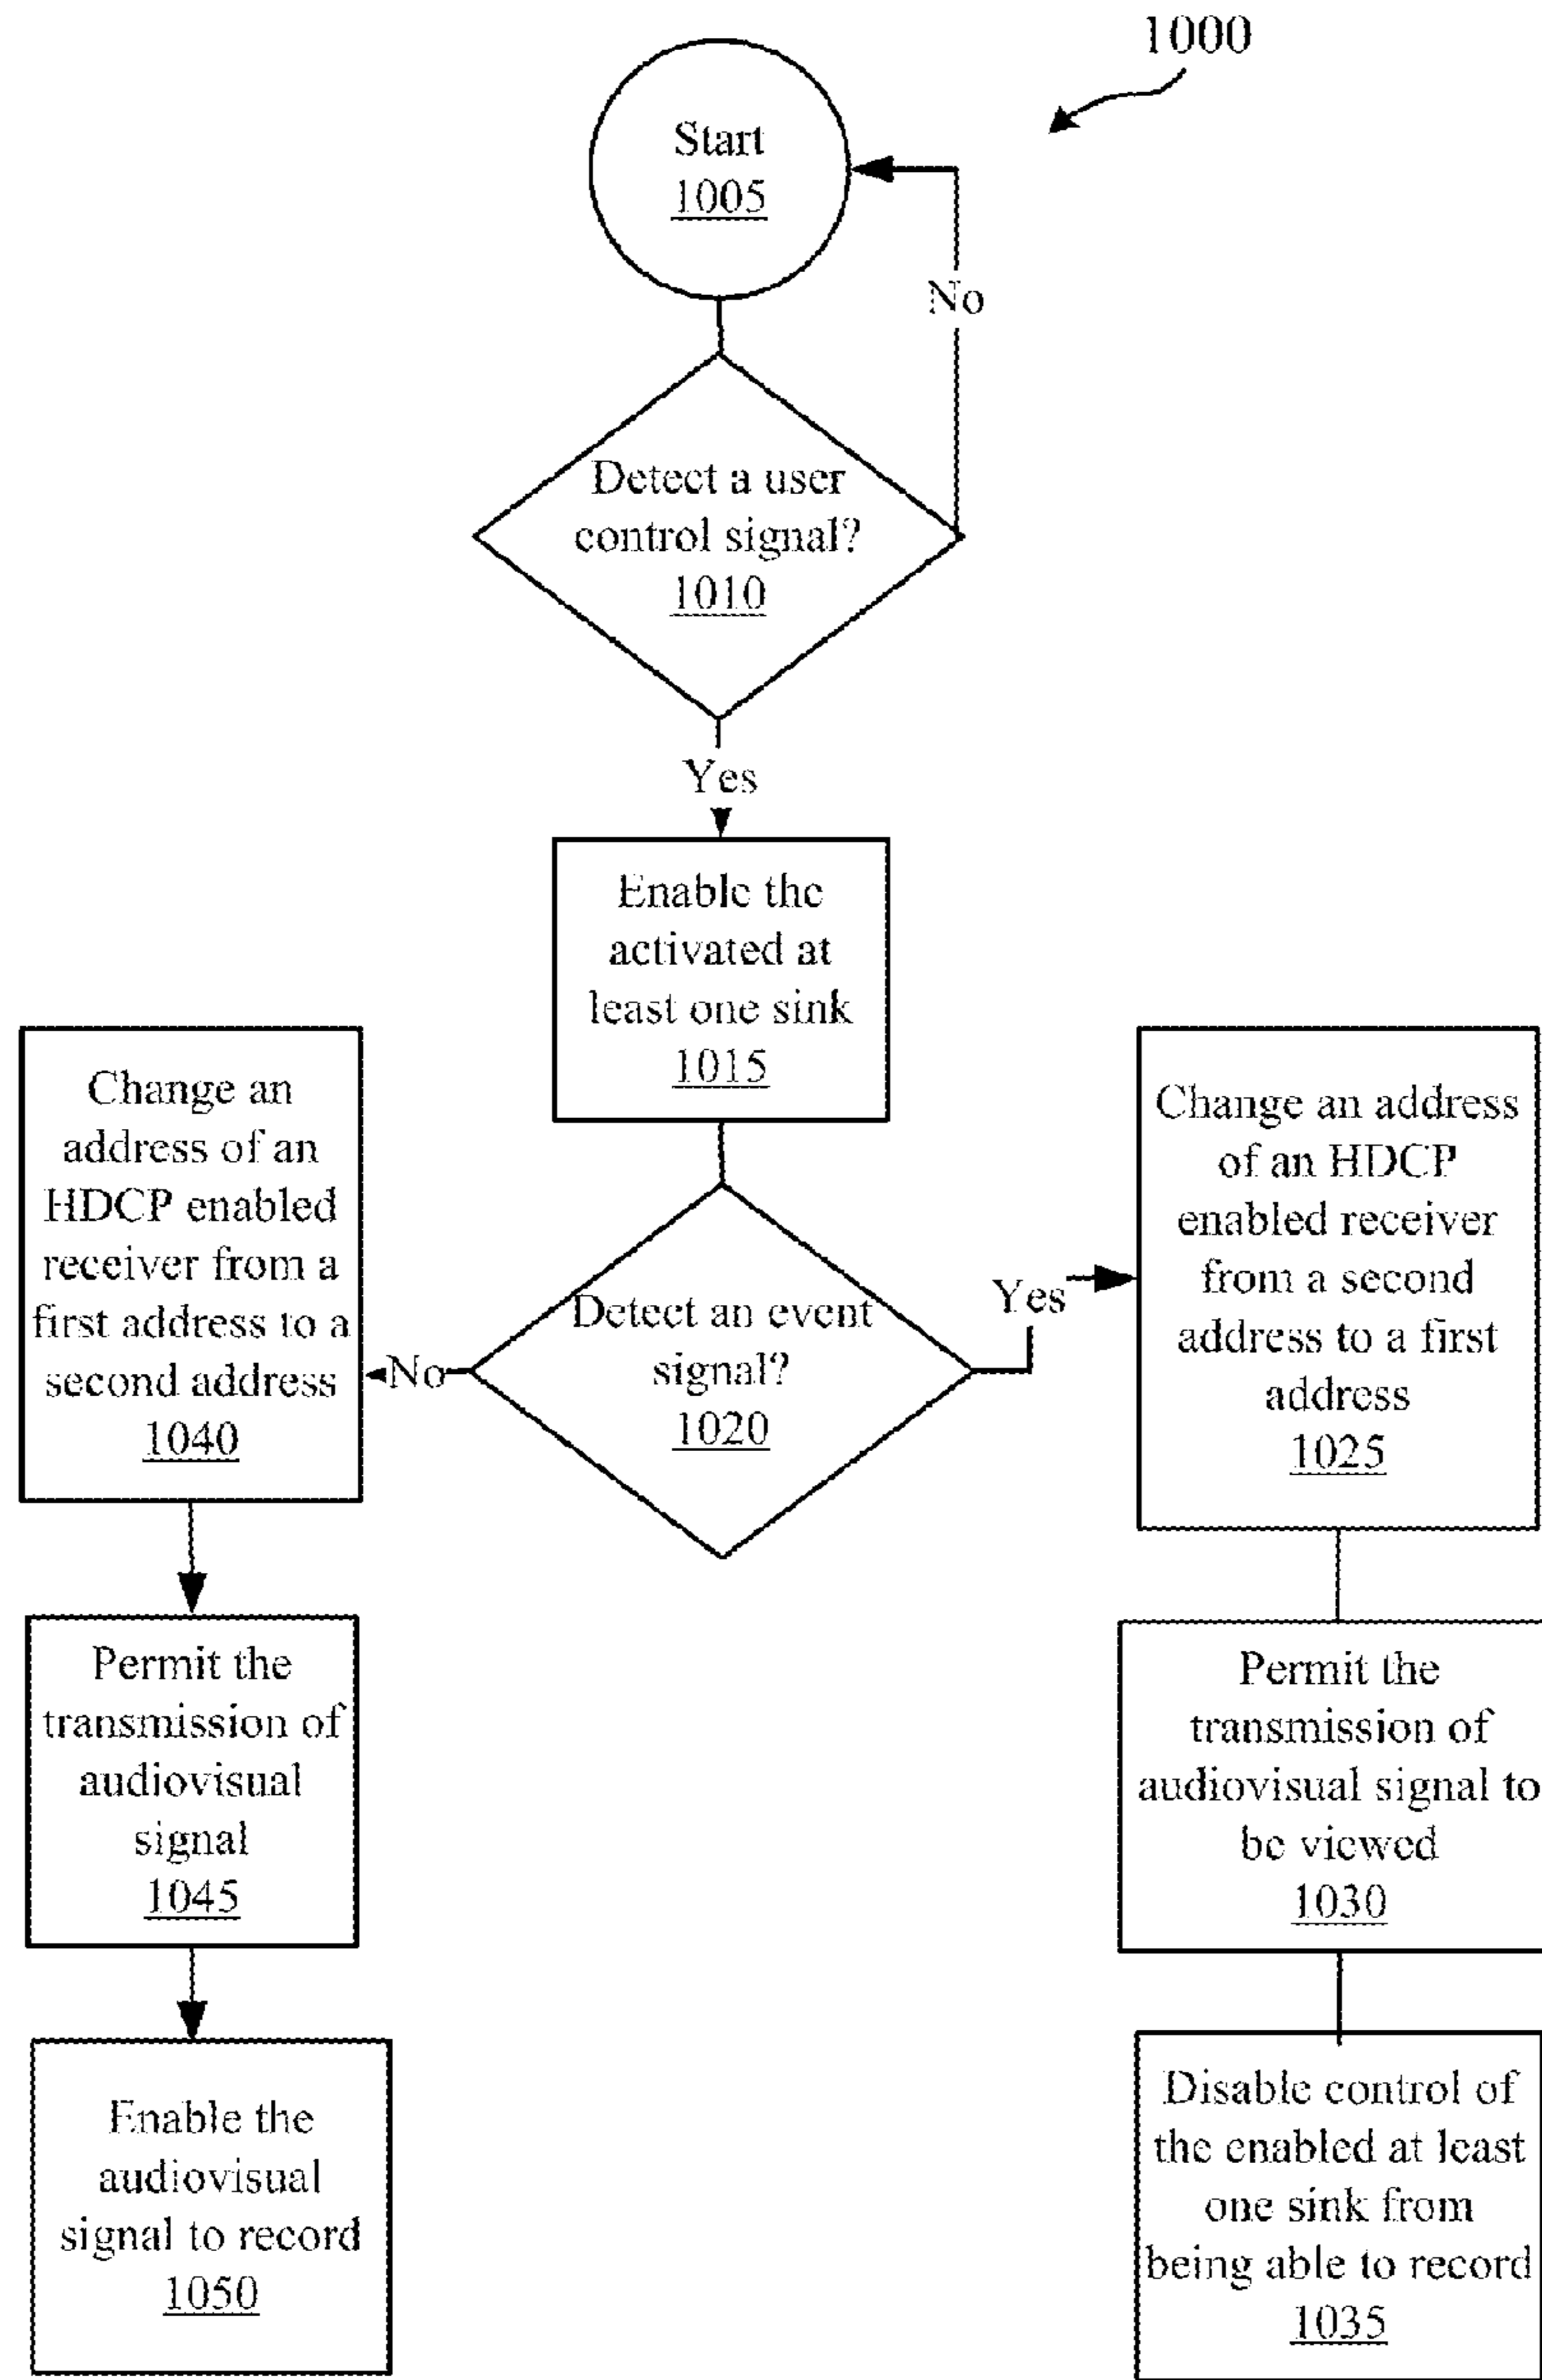 1000
Start
1005
No
Detect a user
control signal?
1010
Yes
Enable the
activated at
least one sink
1015
Detect an event
signal?
1020
No
Change an
address of an
HDCP enabled
receiver from a
first address to a
second address
1040
Permit the
transmission of
audiovisual
signal
1045
Enable the
audiovisual
signal to record
1050
Yes
Change an address
of an HDCP
enabled receiver
from a second
address to a first
address
1025
Permit the
transmission of
audiovisual signal to
be viewed
1030
Disable control of
the enabled at least
one sink from
being able to record
1035